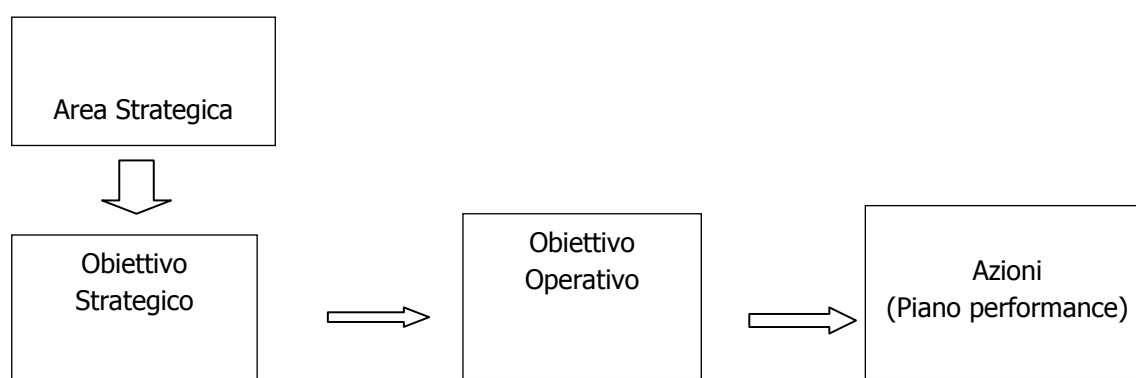 Area Strategica
Obiettivo
Strategico
Obiettivo
Operativo
Azioni
(Piano performance)